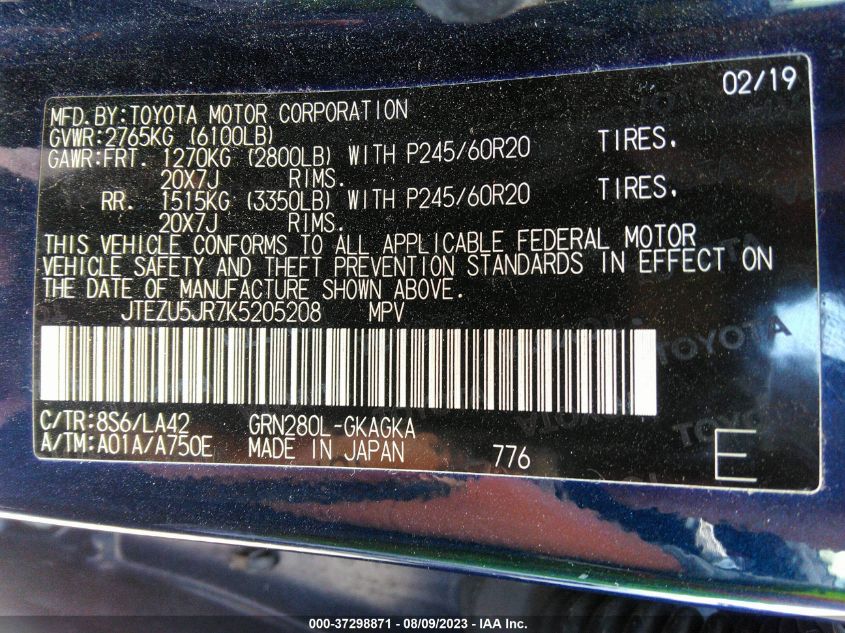 02/19
MFD.BY:TOYOTA MOTOR CORPORATION
GVWR:2765KG (6100LB)
GAWR:FRT. 1270KG (2800LB) WITH P245/60R20 TIRES.
20X7J RIMS.
RR. 1515KG (3350LB) WITH P245/60R20 TIRES.
20X7J RIMS.
THIS VEHICLE CONFORMS TO ALL APPLICABLE FEDERAL MOTOR
VEHICLE SAFETY AND THEFT PREVENTION STANDARDS IN EFFECT ON
THE DATE OF MANUFACTURE SHOWN ABOVE.
JTEZU5JR7K5205208 MPV
TOYOTA
C/TR:8S6/LA42 GRN280L-GKAGKA
A/TM:A01A/A750E MADE IN JAPAN 776 E
000-37298871 - 08/09/2023 - IAA Inc.